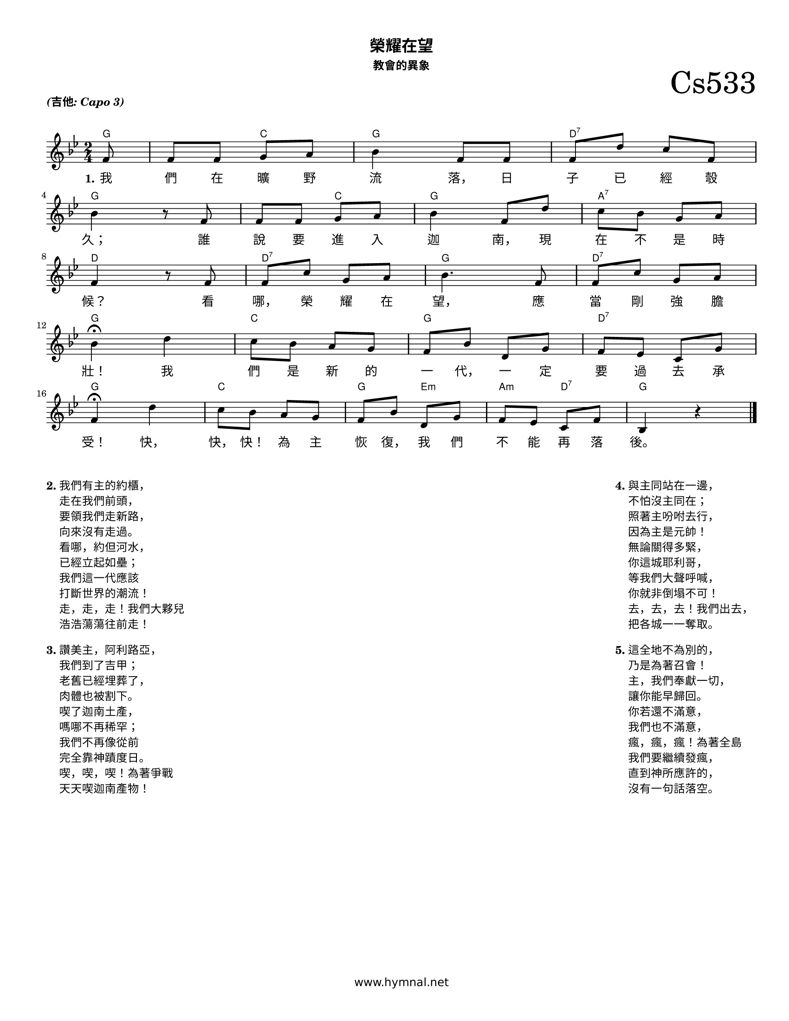 榮耀在望
教會的異象
Cs533
(吉他: Capo 3)
G C G D7
1. 我 們 在 曠 野 流 落, 日 子 已 經 彀
4 G C G A7
久; 誰 說 要 進 入 迦 南, 現 在 不 是 時
8 D D7 G D7
候? 看 哪, 榮 耀 在 望, 應 當 剛 強 膽
12 G C G D7
壯! 我 們 是 新 的 一 代, 一 定 要 過 去 承
16 G C G Em Am D7 G
受! 快, 快, 快! 為 主 恢 復, 我 們 不 能 再 落 後。
2. 我們有主的約櫃,
走在我們前頭,
要領我們走新路,
向來沒有走過。
看哪, 約但河水,
已經立起如壘;
我們這一代應該
打斷世界的潮流!
走, 走, 走! 我們大夥兒
浩浩蕩蕩往前走!
3. 讚美主, 阿利路亞,
我們到了吉甲;
老舊已經埋葬了,
肉體也被割下。
喫了迦南土產,
嗎哪不再稀罕;
我們不再像從前
完全靠神蹟度日。
喫, 喫, 喫! 為著爭戰
天天喫迦南產物!
4. 與主同站在一邊,
不怕沒主同在;
照著主吩咐去行,
因為主是元帥!
無論關得多緊,
你這城耶利哥,
等我們大聲呼喊,
你就非倒塌不可!
去, 去, 去! 我們出去,
把各城一一奪取。
5. 這全地不為別的,
乃是為著召會!
主, 我們奉獻一切,
讓你能早歸回。
你若還不滿意,
我們也不滿意,
瘋, 瘋, 瘋! 為著全島
我們要繼續發瘋,
直到神所應許的,
沒有一句話落空。
www.hymnal.net